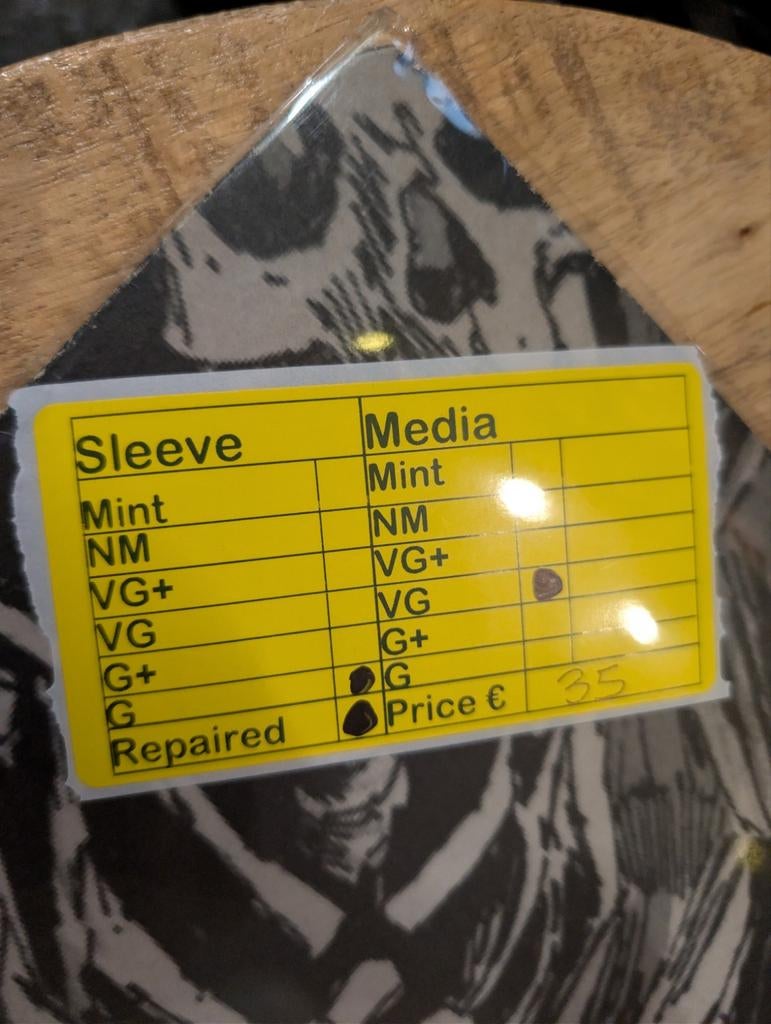 Sleeve Media
Mint Mint
NM NM
VG+ VG+
VG VG
G+ G+
G G
Repaired Price € 35